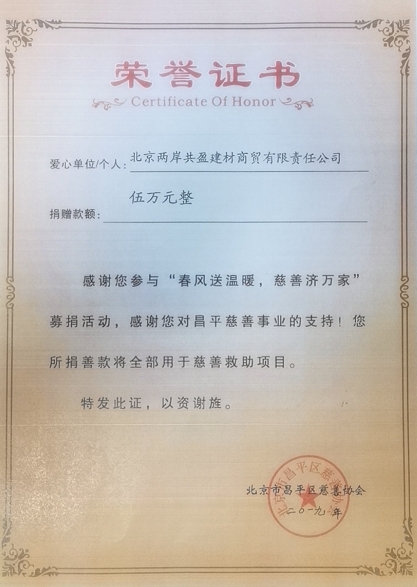 荣誉证书
Certificate Of Honor
爱心单位/个人：北京两岸共盈建材商贸有限责任公司
伍万元整
捐赠款额：
感谢您参与“春风送温暖，慈善济万家”
募捐活动，感谢您对昌平慈善事业的支持！您
所捐善款将全部用于慈善救助项目。
特发此证，以资谢旌。
北京市昌平区慈善协会
二〇一九 年